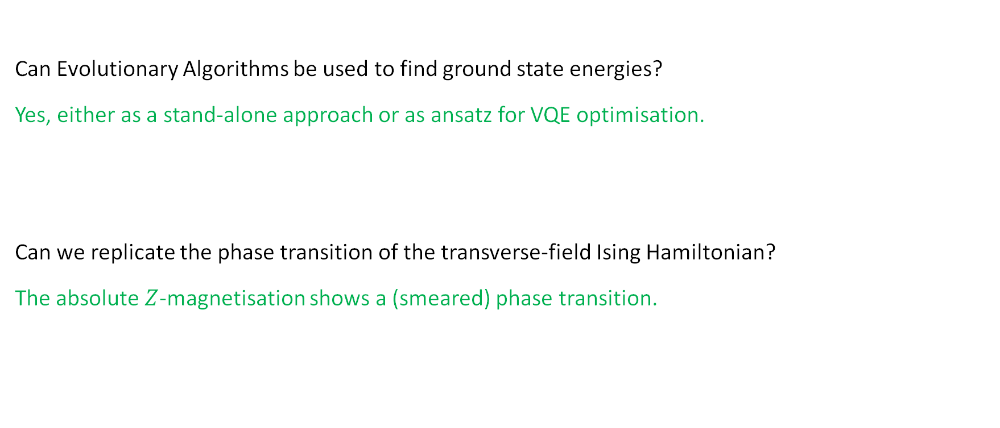 Can Evolutionary Algorithms be used to find ground state energies?
Yes, either as a stand-alone approach or as ansatz for VQE optimisation.
Can we replicate the phase transition of the transverse-field Ising Hamiltonian?
The absolute Z-magnetisation shows a (smeared) phase transition.